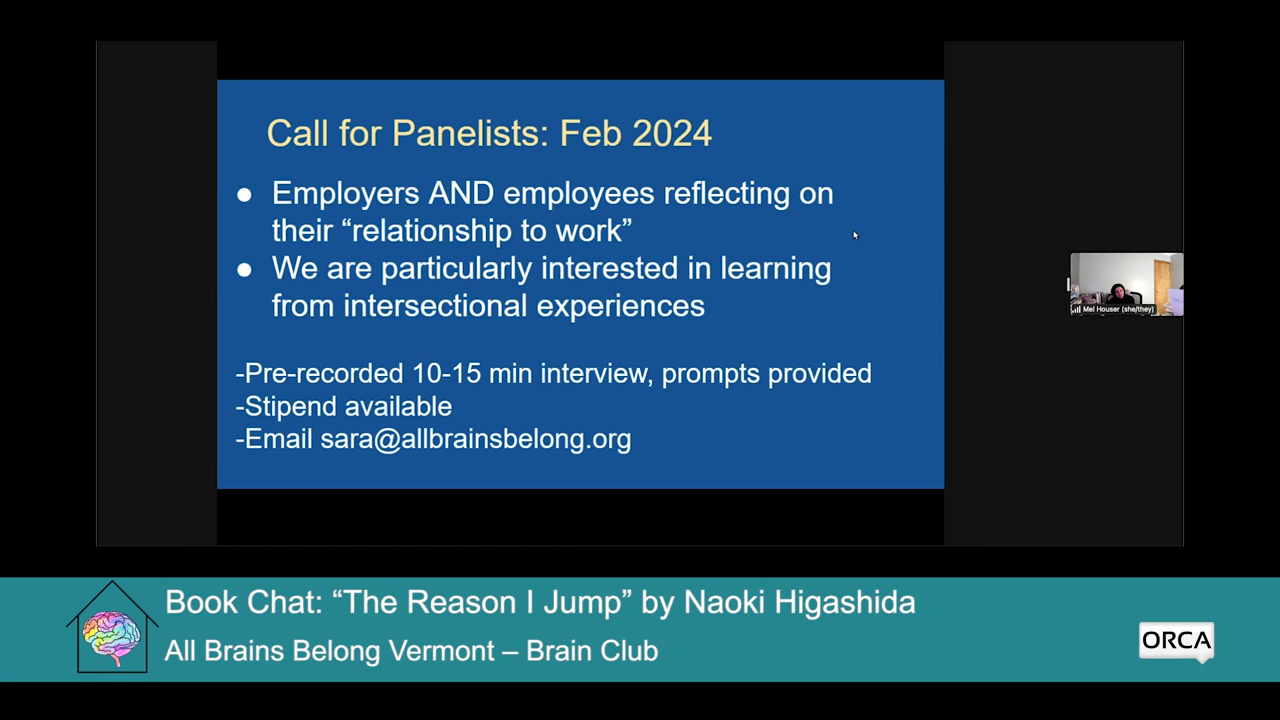 Call for Panelists: Feb 2024
● Employers AND employees reflecting on
their “relationship to work”
● We are particularly interested in learning
from intersectional experiences
-Pre-recorded 10-15 min interview, prompts provided
-Stipend available
-Email sara@allbrainsbelong.org
Mel Houser (she/they)
Book Chat: “The Reason I Jump” by Naoki Higashida
All Brains Belong Vermont – Brain Club
ORCA